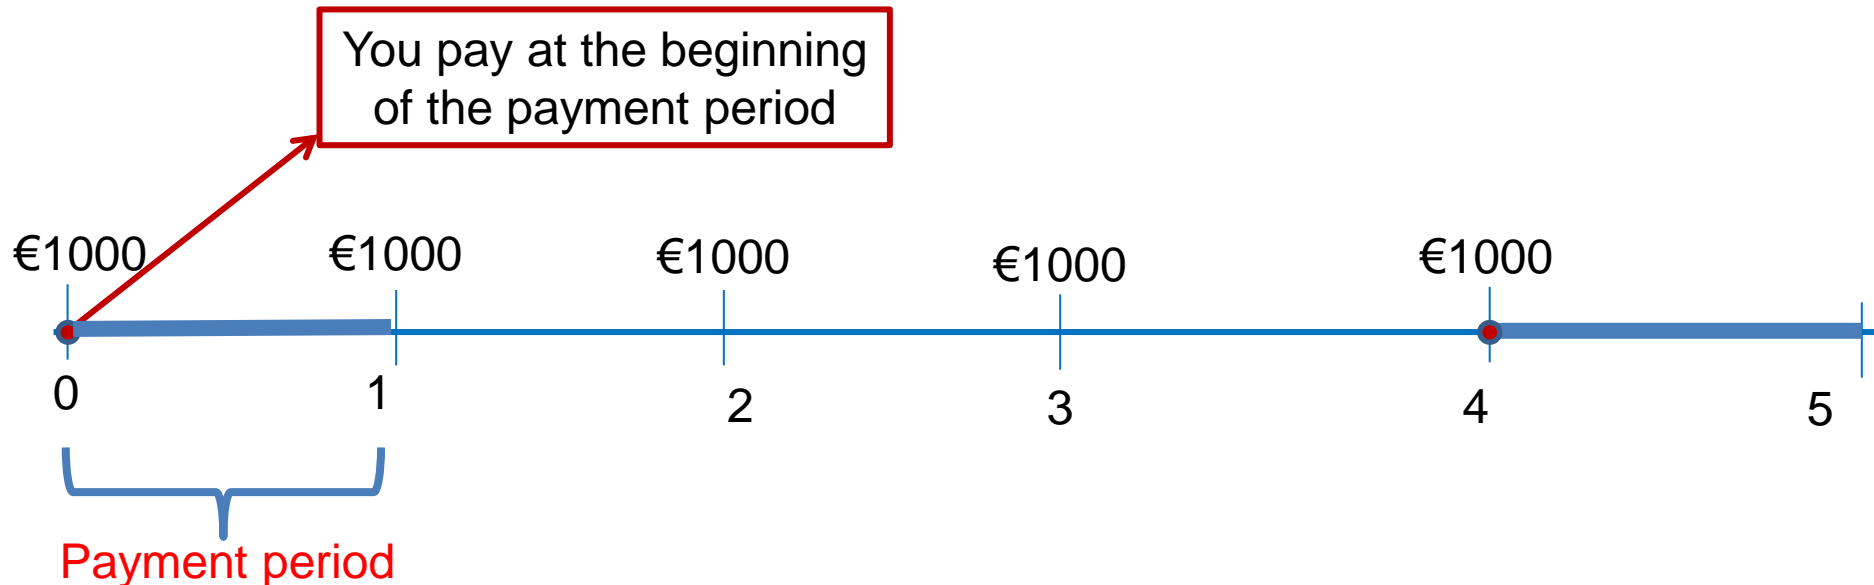 You pay at the beginning
of the payment period
€1000 €1000 €1000 €1000 €1000
0 1 2 3 4 5
Payment period